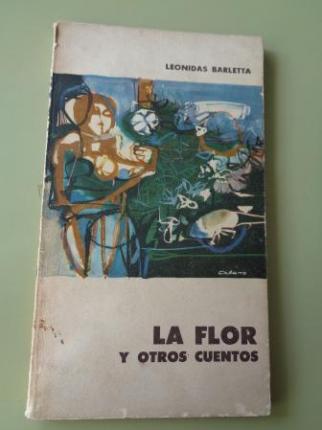 LEONIDAS BARLETTA
LA FLOR
Y OTROS CUENTOS